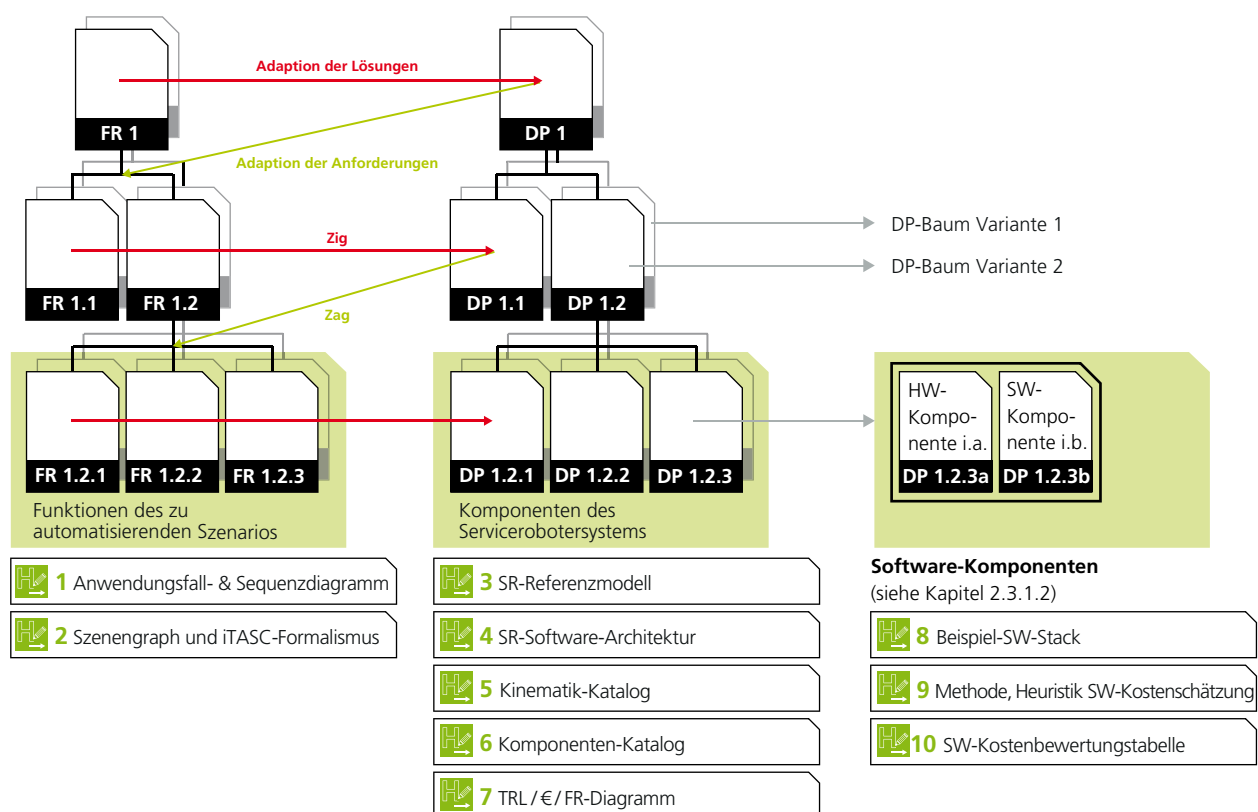 Adaption der Lösungen
FR 1
DP 1
Adaption der Anforderungen
DP-Baum Variante 1
Zig
DP-Baum Variante 2
FR 1.1
FR 1.2
DP 1.1
DP 1.2
Zag
HW-
Kompo-
nente i.a.
SW-
Kompo-
nente i.b.
FR 1.2.1
FR 1.2.2
FR 1.2.3
DP 1.2.1
DP 1.2.2
DP 1.2.3
DP 1.2.3a
DP 1.2.3b
Funktionen des zu
automatisierenden Szenarios
Komponenten des
Servicerobotersystems
1 Anwendungsfall- & Sequenzdiagramm
2 Szenengraph und iTASC-Formalismus
3 SR-Referenzmodell
4 SR-Software-Architektur
5 Kinematik-Katalog
6 Komponenten-Katalog
7 TRL / € / FR-Diagramm
Software-Komponenten
(siehe Kapitel 2.3.1.2)
8 Beispiel-SW-Stack
9 Methode, Heuristik SW-Kostenschätzung
10 SW-Kostenbewertungstabelle